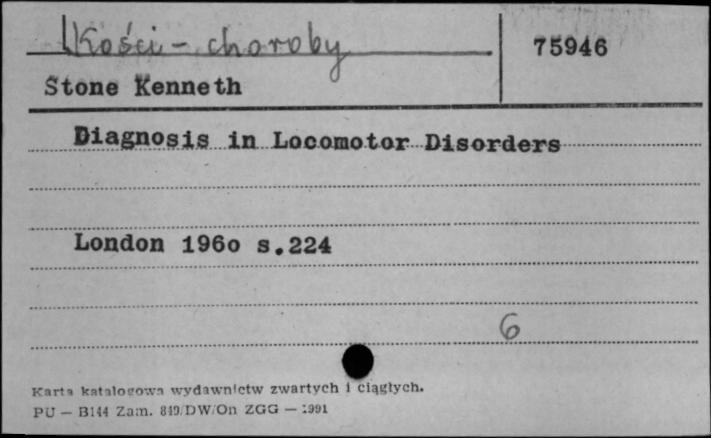 Kości - choroby
75946
Stone Kenneth
Diagnosis in Locomotor Disorders
London 196o s.224
6
Karta katalogowa wydawnictw zwartych i ciągłych.
PU — B144 Zam. 849/DW/On ZGG — 1991